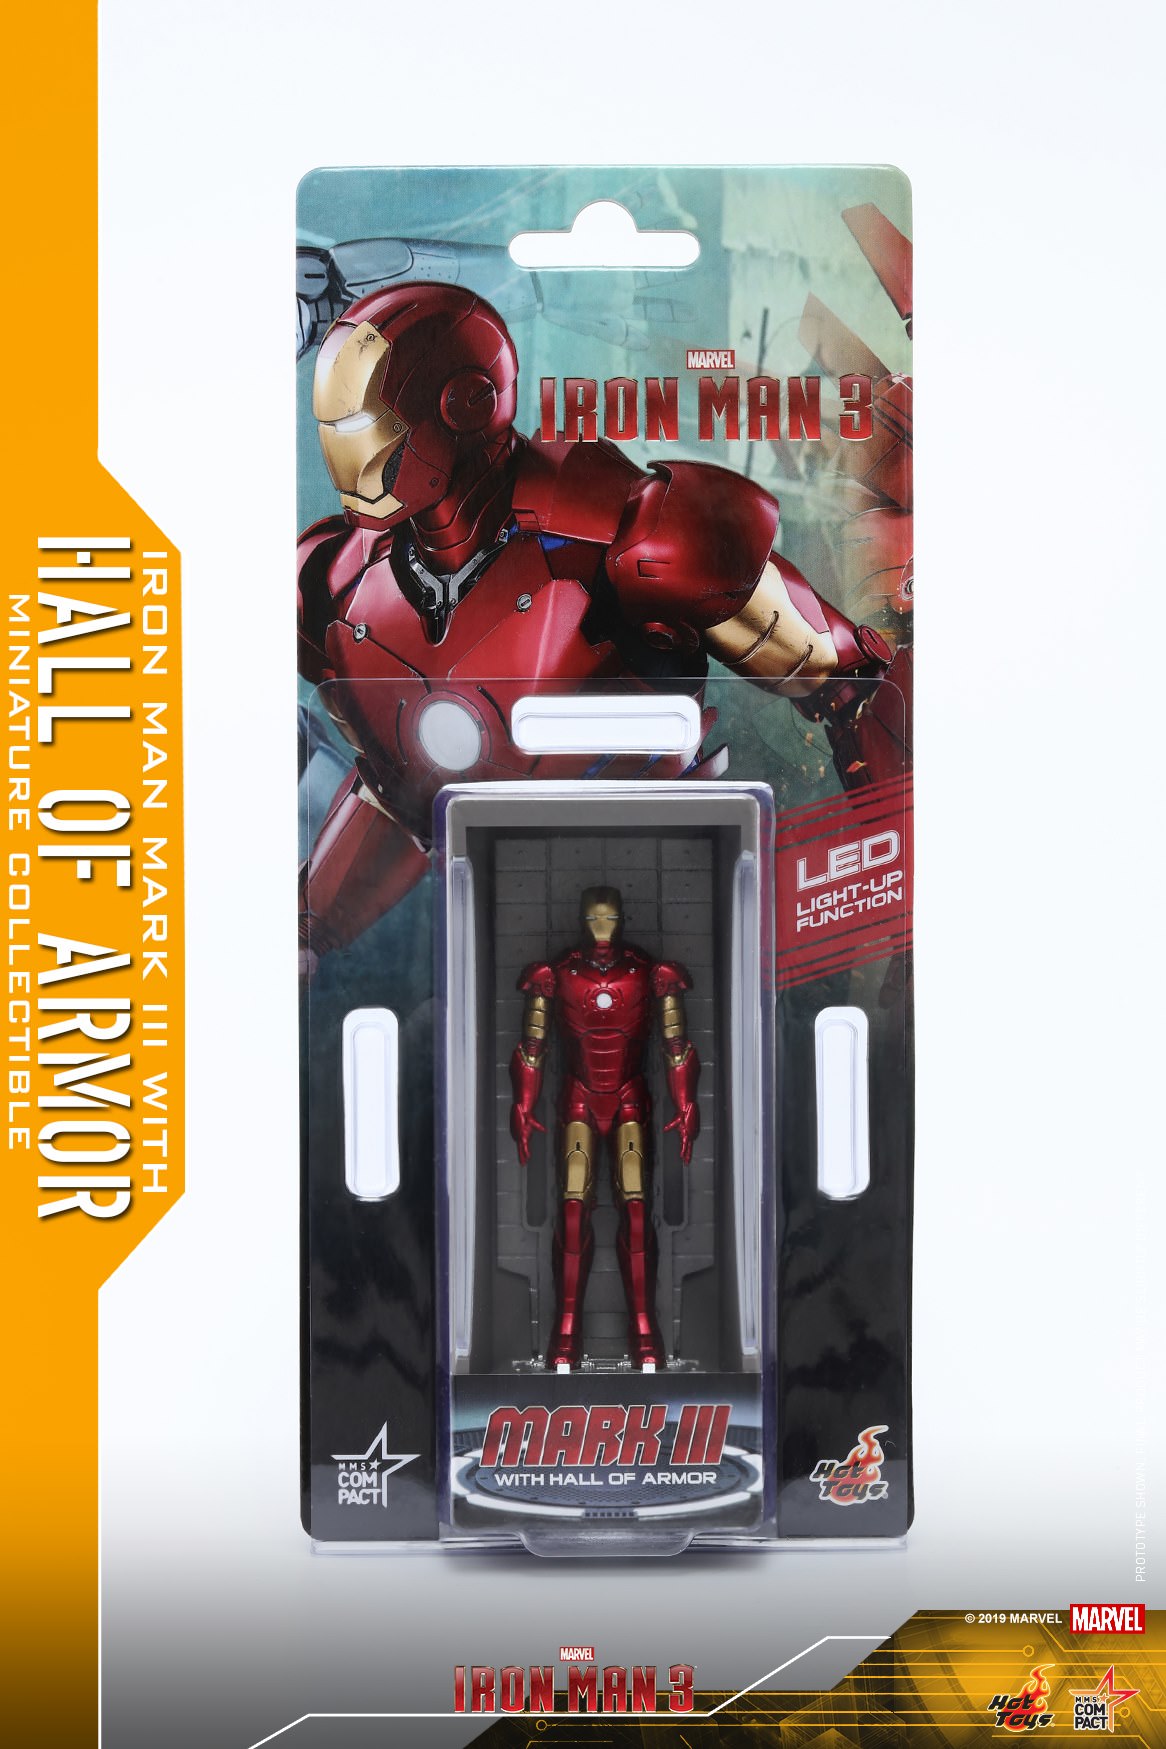 IRON MAN MARK III WITH
HALL OF ARMOR
MINIATURE COLLECTIBLE
MARVEL
IRON MAN 3
LED
LIGHT-UP
FUNCTION
MARK III
WITH HALL OF ARMOR
MMS
COM
PACT
Hot
Toys
PROTOTYPE SHOWN
© 2019 MARVEL
MARVEL
MARVEL
IRON MAN 3
Hot
Toys
MMS
COM
PACT